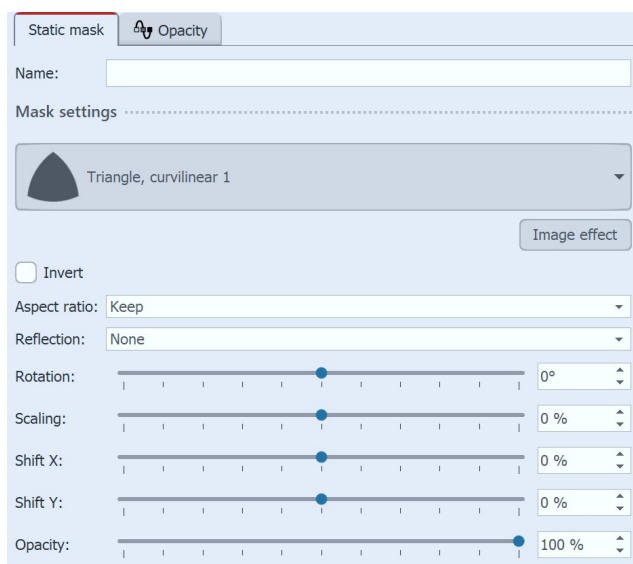 Static mask
Opacity
Name:
Mask settings
Triangle, curvilinear 1
Image effect
Invert
Aspect ratio: Keep
Reflection: None
Rotation: 0°
Scaling: 0 %
Shift X: 0 %
Shift Y: 0 %
Opacity: 100 %